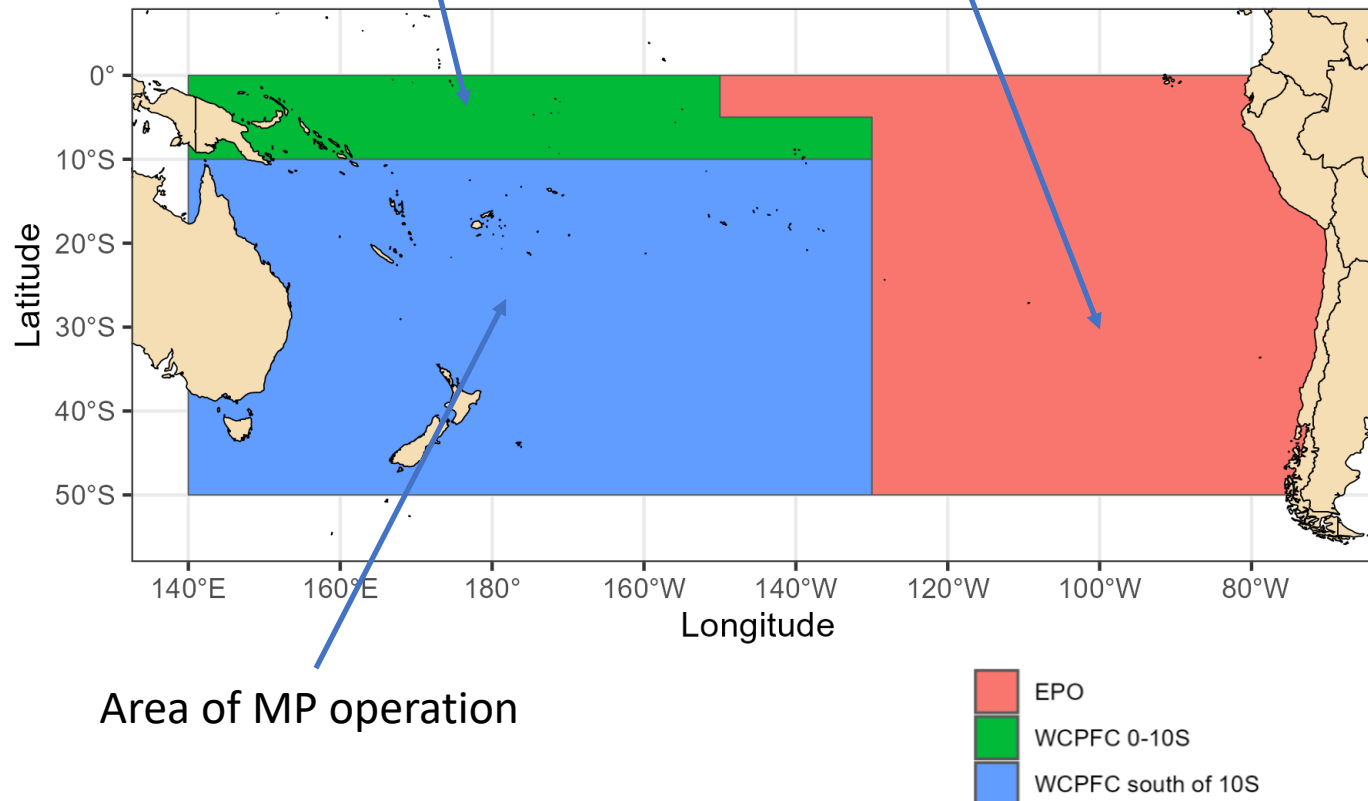 0°
10°S
20°S
30°S
40°S
50°S
Latitude
140°E 160°E 180° 160°W 140°W 120°W 100°W 80°W
Longitude
Area of MP operation
EPO
WCPFC 0-10S
WCPFC south of 10S